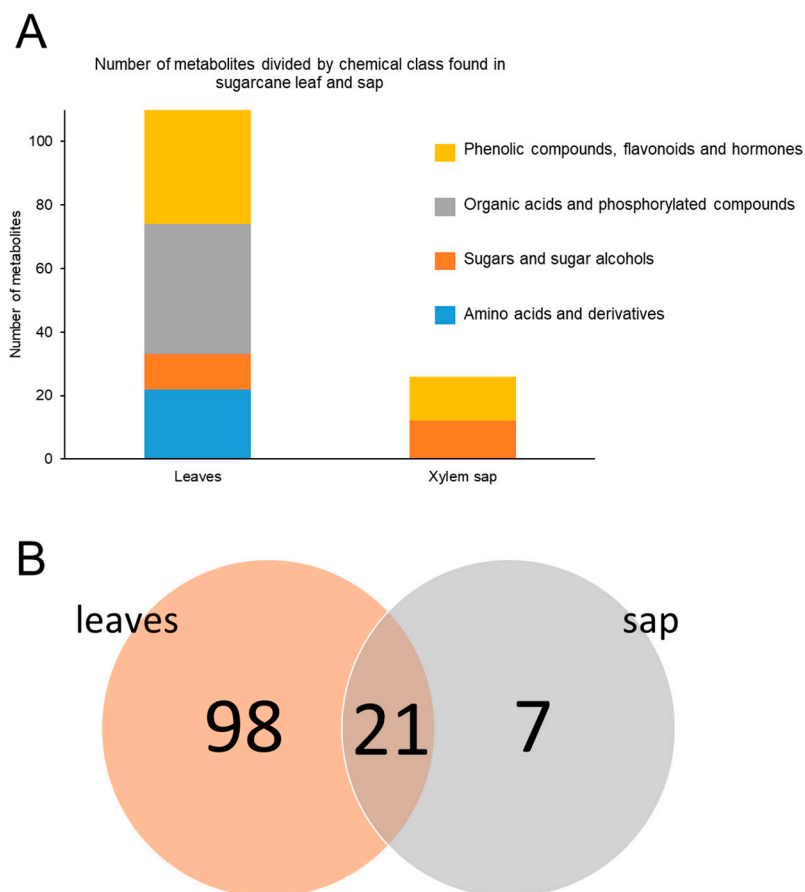 A
Number of metabolites divided by chemical class found in
sugarcane leaf and sap
Number of metabolites
100
80
60
40
20
0
Leaves
Xylem sap
Phenolic compounds, flavonoids and hormones
Organic acids and phosphorylated compounds
Sugars and sugar alcohols
Amino acids and derivatives
B
leaves
sap
98
21
7